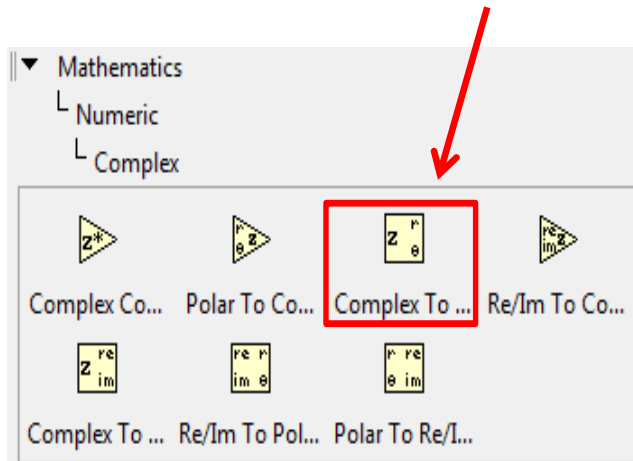 Mathematics
Numeric
Complex
z*
r
θ z
z r
θ
re
im z
Complex Co... Polar To Co... Complex To ... Re/Im To Co...
z re
im
re r
im θ
r re
θ im
Complex To ... Re/Im To Pol... Polar To Re/I...